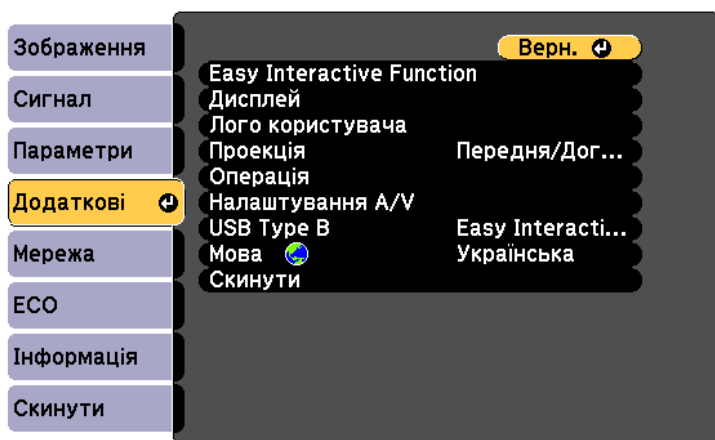 Зображення
Сигнал
Параметри
Додаткові
Мережа
ECO
Інформація
Скинути
Верн.
Easy Interactive Function
Дисплей
Лого користувача
Проекція Передня/Дог...
Операція
Налаштування A/V
USB Type B Easy Interacti...
Мова Українська
Скинути